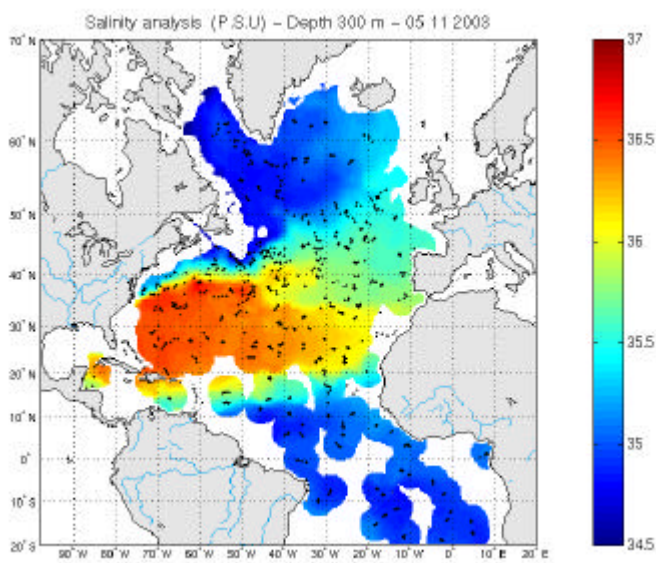 Salinity analysis (P.S.U) – Depth 300 m – 05 11 2003
70° N
60° N
50° N
40° N
30° N
20° N
10° N
0°
10° S
20° S
90° W 80° W 70° W 60° W 50° W 40° W 30° W 20° W 10° W 0° 10° E 20° E
37
36.5
36
35.5
35
34.5